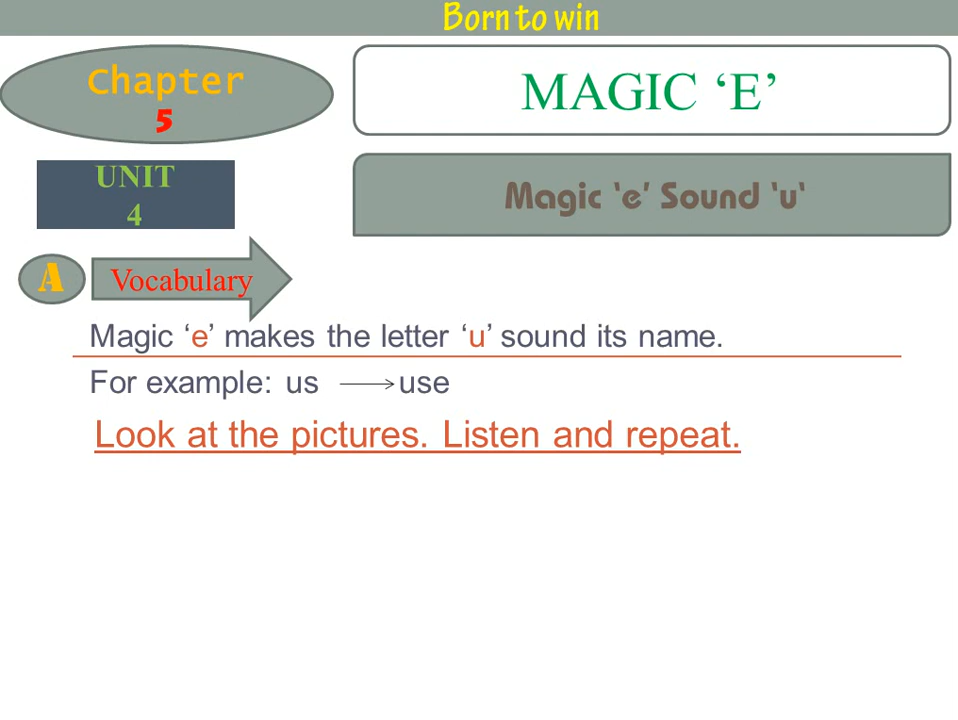 Born to win
Chapter
5
MAGIC ‘E’
UNIT
4
Magic ‘e’ Sound ‘u‘
A
Vocabulary
Magic ‘e’ makes the letter ‘u’ sound its name.
For example: us → use
Look at the pictures. Listen and repeat.